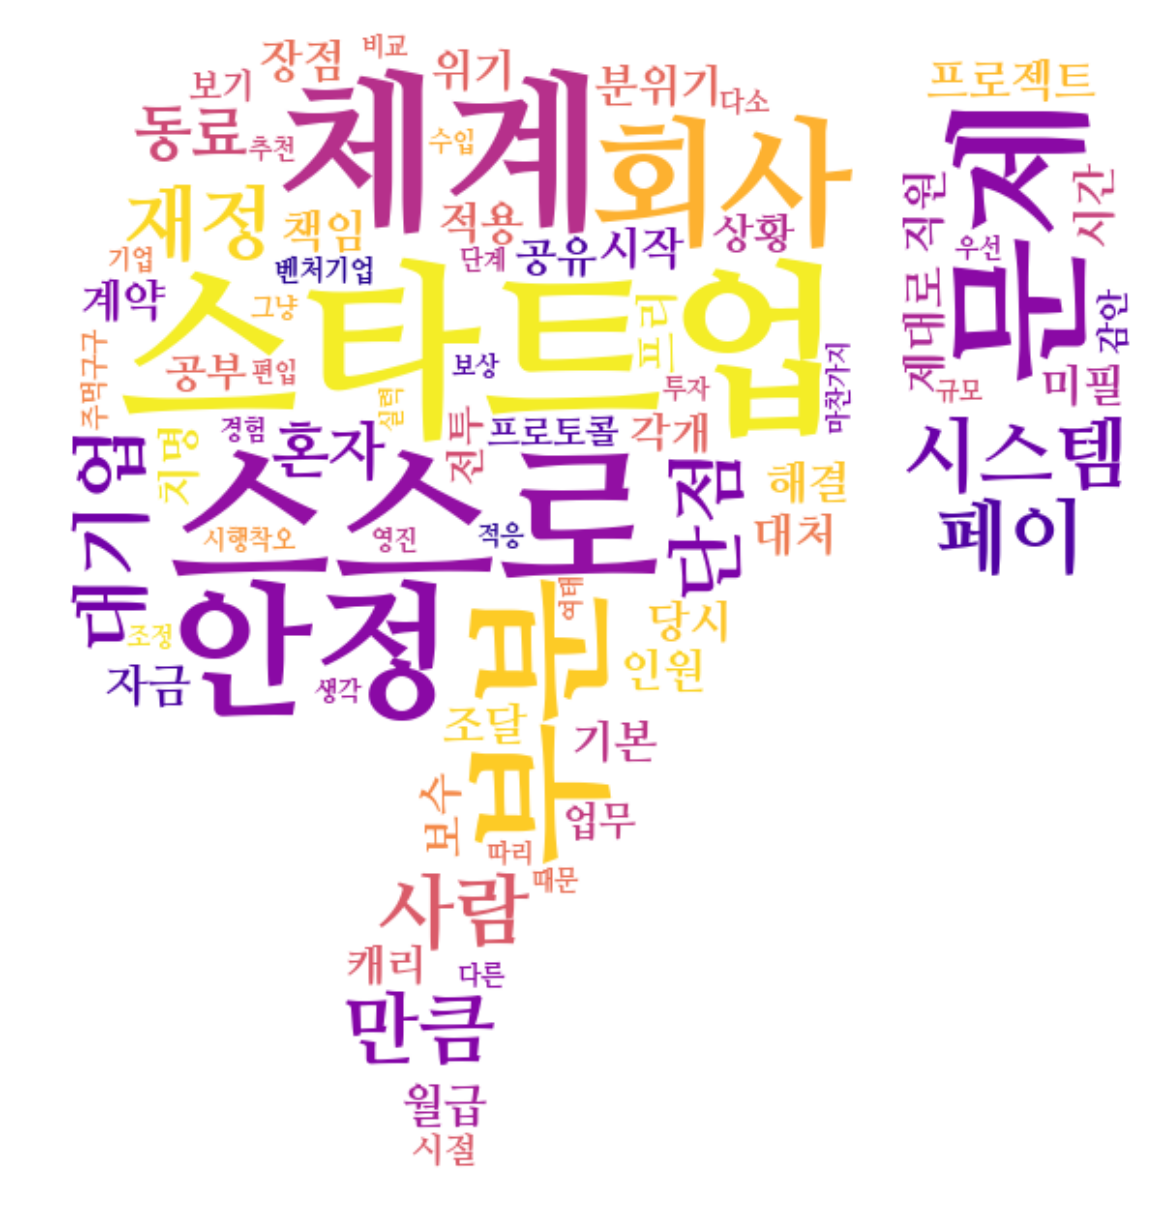 비교
장점
위기
보기
분위기
다소
프로젝트
체계
회사
동료
추천
수입
문제
재정
책임
적용
상황
직원
시간
기업
벤처기업
단계
공유
시작
우선
계약
그냥
스타트업
프리
제대로
감안
주먹구구
공부
편입
보상
투자
마찬가지
규모
미필
실력
치명
경험
혼자
전투
프로토콜
각개
대기업
스스로
단점
해결
시스템
시행착오
영진
적응
대처
페이
안정
부분
여태
조정
당시
자금
생각
인원
조달
기본
보수
업무
따리
때문
사람
캐리
다른
만큼
월급
시절